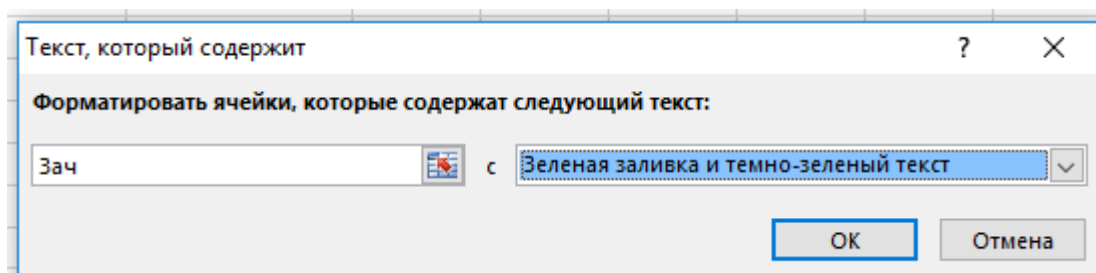 Текст, который содержит ?
Форматировать ячейки, которые содержат следующий текст:
Зач с Зеленая заливка и темно-зеленый текст
ОК Отмена